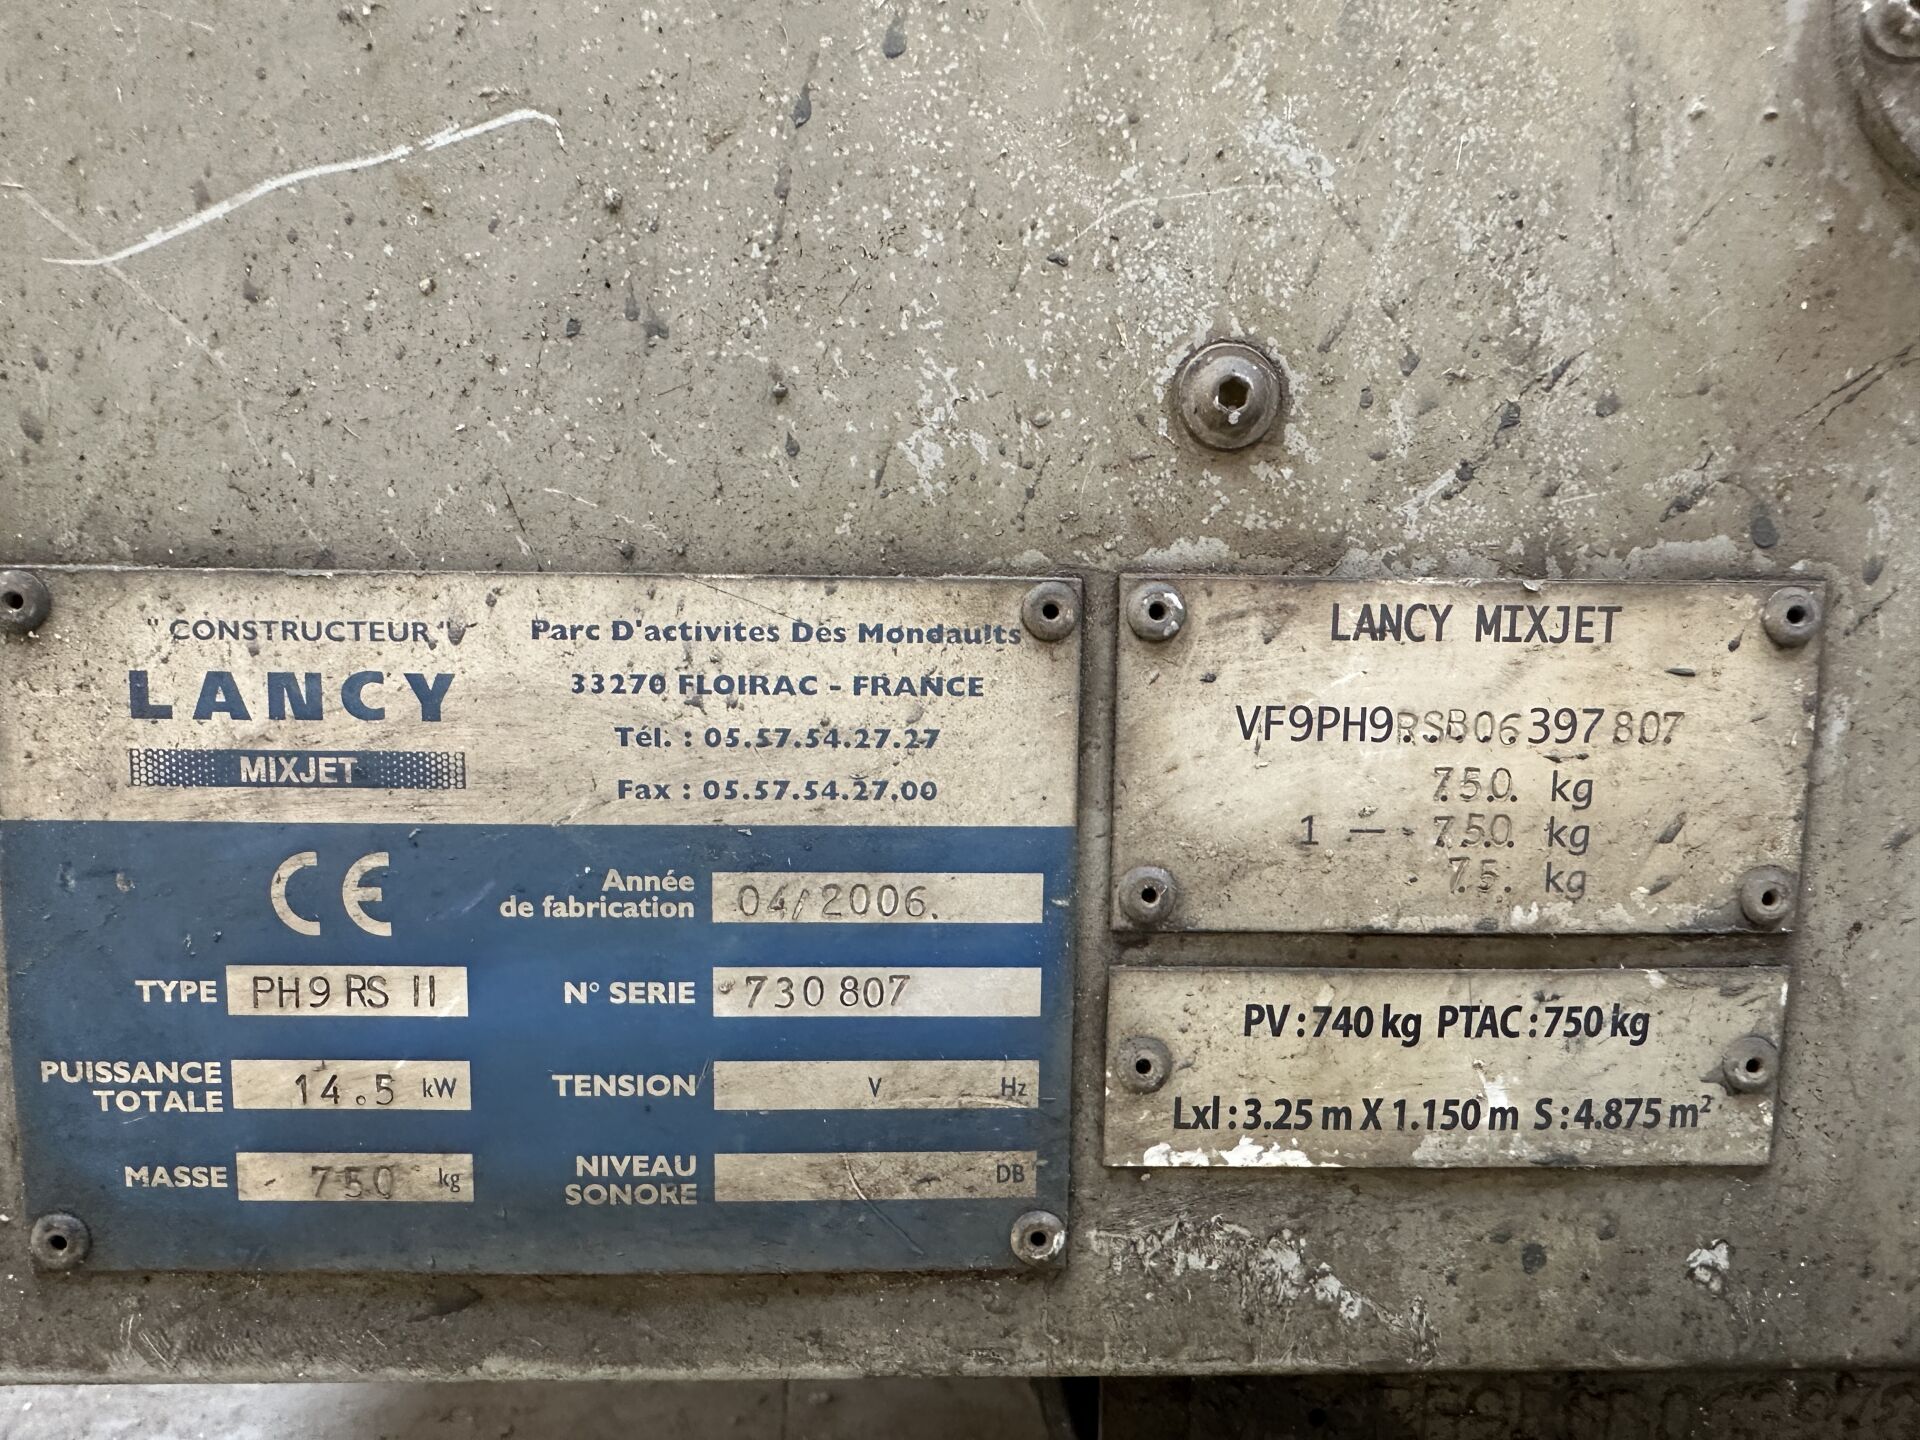 "CONSTRUCTEUR"
LANCY
MIXJET
Parc D'activites Des Mondaults
33270 FLOIRAC - FRANCE
Tél. : 05.57.54.27.27
Fax : 05.57.54.27.00
CE
Année
de fabrication 04/2006.
TYPE PH9 RS II
N° SERIE 730 807
PUISSANCE
TOTALE 14.5 kW
TENSION V Hz
MASSE 750 kg
NIVEAU
SONORE DB
LANCY MIXJET
VF9PH9RSB06397807
750 kg
1 — 750 kg
75 kg
PV : 740 kg PTAC : 750 kg
Lxl : 3.25 m X 1.150 m S : 4.875 m²